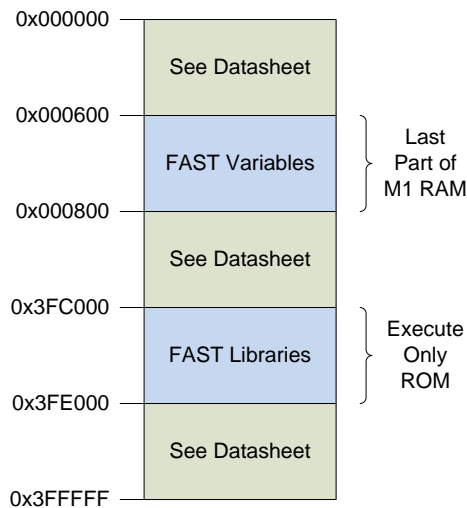 0x000000
See Datasheet
0x000600
FAST Variables
Last
Part of
M1 RAM
0x000800
See Datasheet
0x3FC000
FAST Libraries
Execute
Only
ROM
0x3FE000
See Datasheet
0x3FFFFF